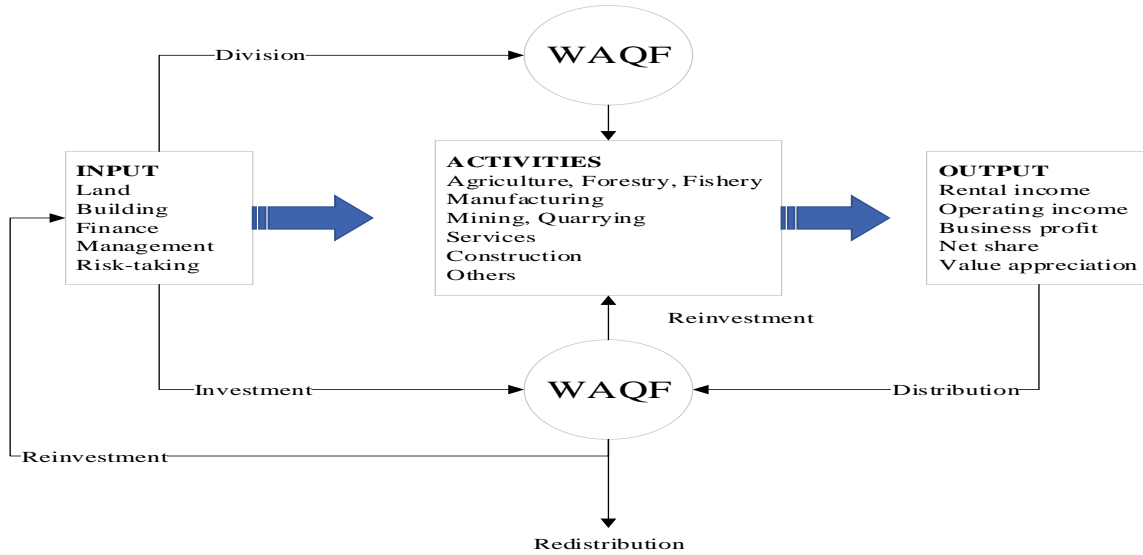 WAQF
Division
INPUT
Land
Building
Finance
Management
Risk-taking
ACTIVITIES
Agriculture, Forestry, Fishery
Manufacturing
Mining, Quarrying
Services
Construction
Others
OUTPUT
Rental income
Operating income
Business profit
Net share
Value appreciation
Reinvestment
Investment
WAQF
Distribution
Reinvestment
Redistribution